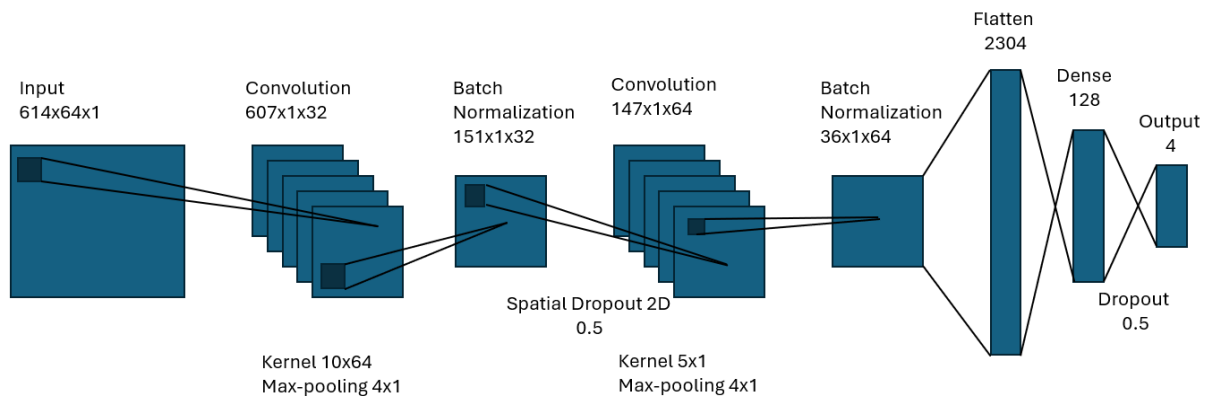 Input
614x64x1
Convolution
607x1x32
Batch
Normalization
151x1x32
Convolution
147x1x64
Batch
Normalization
36x1x64
Flatten
2304
Dense
128
Output
4
Spatial Dropout 2D
0.5
Dropout
0.5
Kernel 10x64
Max-pooling 4x1
Kernel 5x1
Max-pooling 4x1